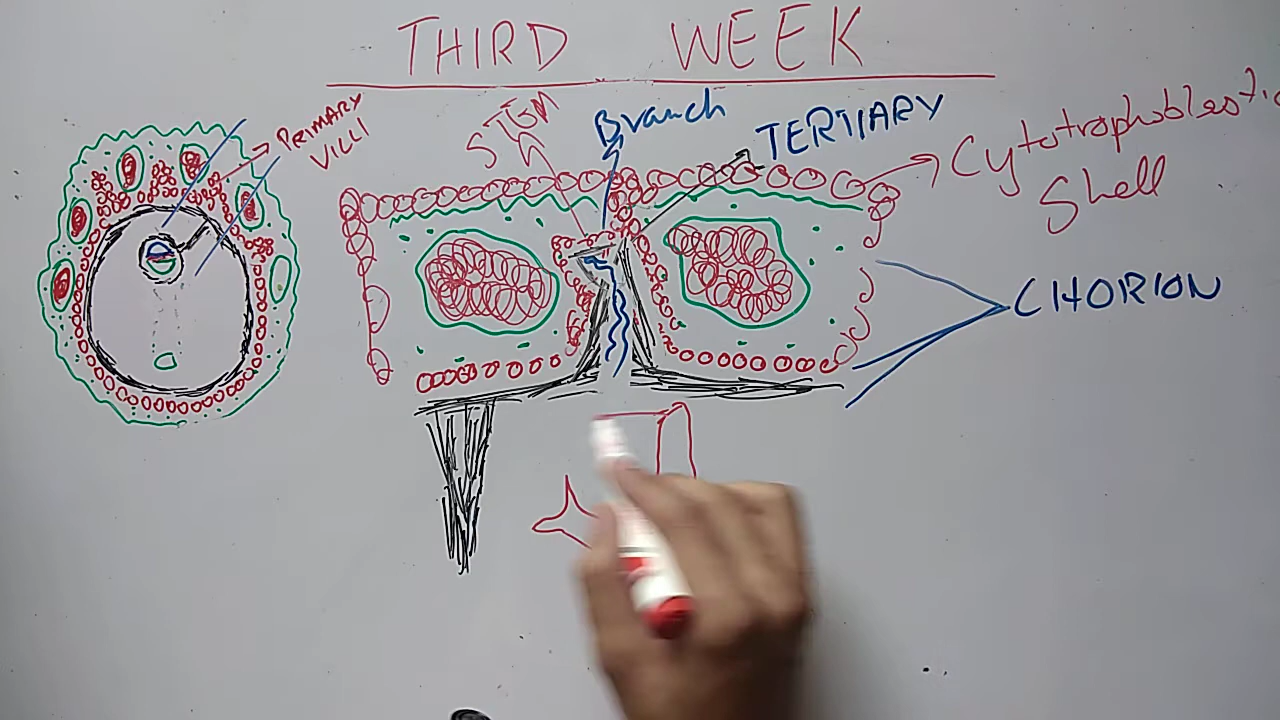 THIRD WEEK
PRIMARY
VILLI
STEM
Branch
TERTIARY
Cytotrophoblastic
Shell
CHORION